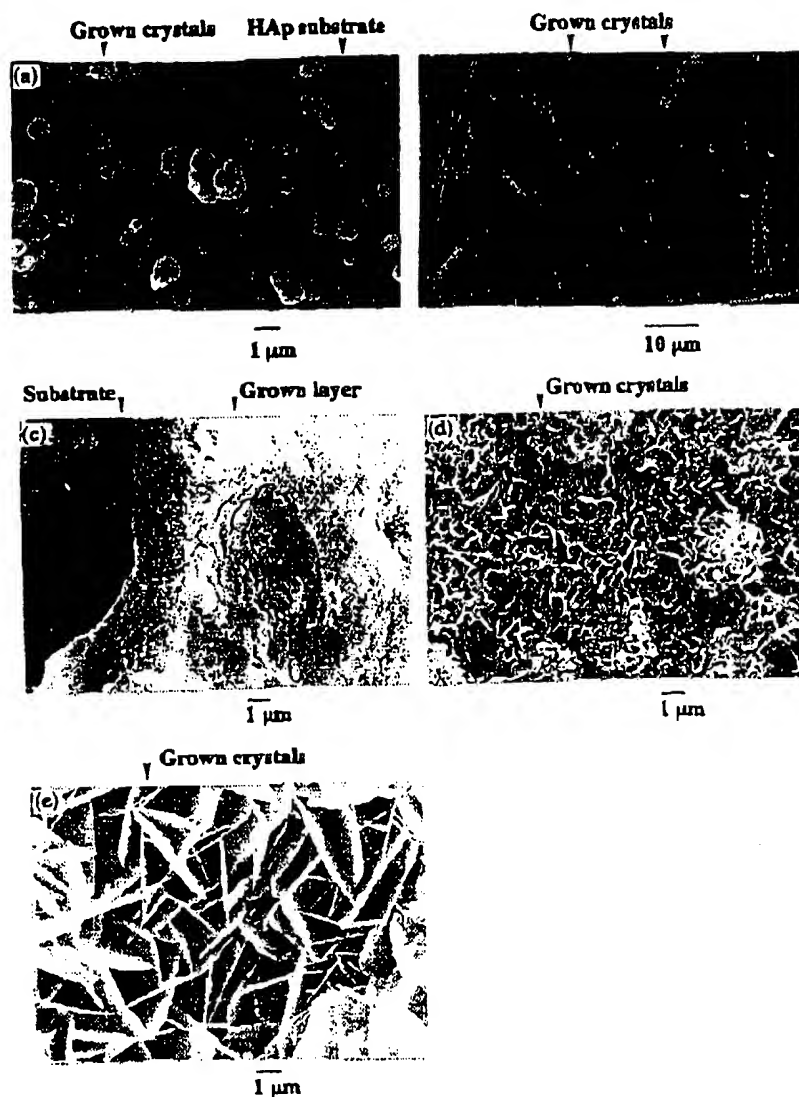 Grown crystals HAp substrate
Grown crystals
(a)
1 μm
10 μm
Substrate Grown layer
Grown crystals
(c)
(d)
1 μm
1 μm
Grown crystals
(e)
1 μm